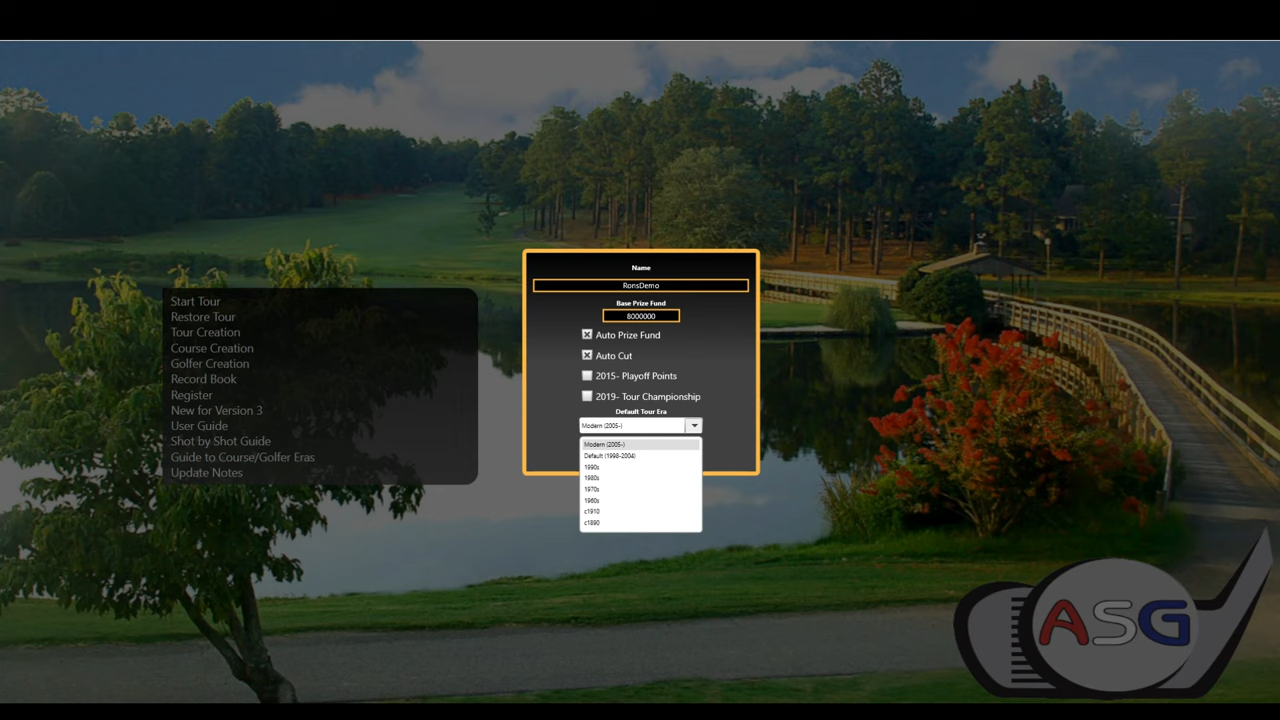 Start Tour
Restore Tour
Tour Creation
Course Creation
Golfer Creation
Record Book
Register
New for Version 3
User Guide
Shot by Shot Guide
Guide to Course/Golfer Eras
Update Notes
Name
RonsDemo
Base Prize Fund
8000000
Auto Prize Fund
Auto Cut
2015- Playoff Points
2019- Tour Championship
Default Tour Era
Modern (2005-)
Modern (2005-)
Default (1998-2004)
1990s
1980s
1970s
1960s
c1910
c1890
ASG